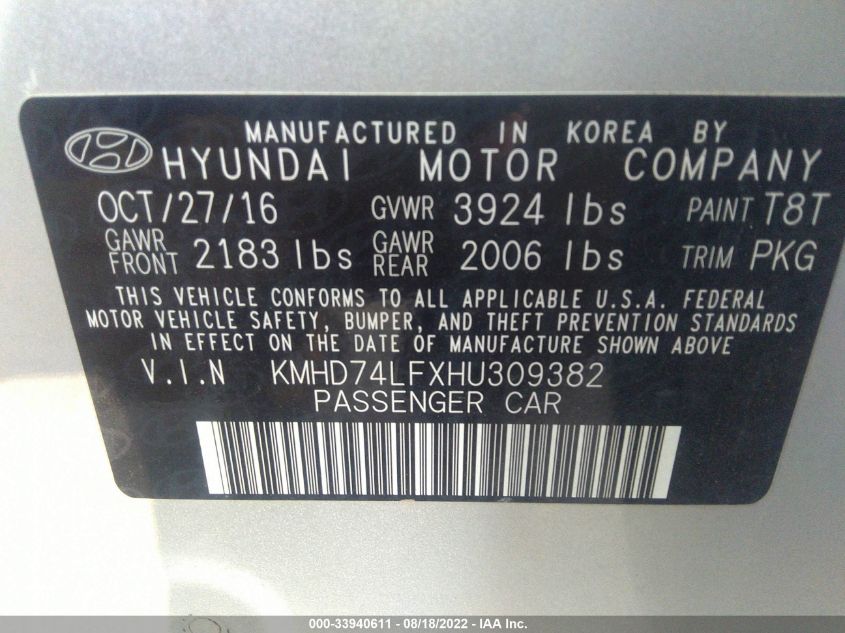 MANUFACTURED IN KOREA BY
HYUNDAI MOTOR COMPANY
OCT/27/16 GVWR 3924 lbs PAINT T8T
GAWR FRONT 2183 lbs GAWR REAR 2006 lbs TRIM PKG
THIS VEHICLE CONFORMS TO ALL APPLICABLE U.S.A. FEDERAL
MOTOR VEHICLE SAFETY, BUMPER, AND THEFT PREVENTION STANDARDS
IN EFFECT ON THE DATE OF MANUFACTURE SHOWN ABOVE.
V.I.N KMHD74LFXHU309382
PASSENGER CAR
000-33940611 - 08/18/2022 - IAA Inc.